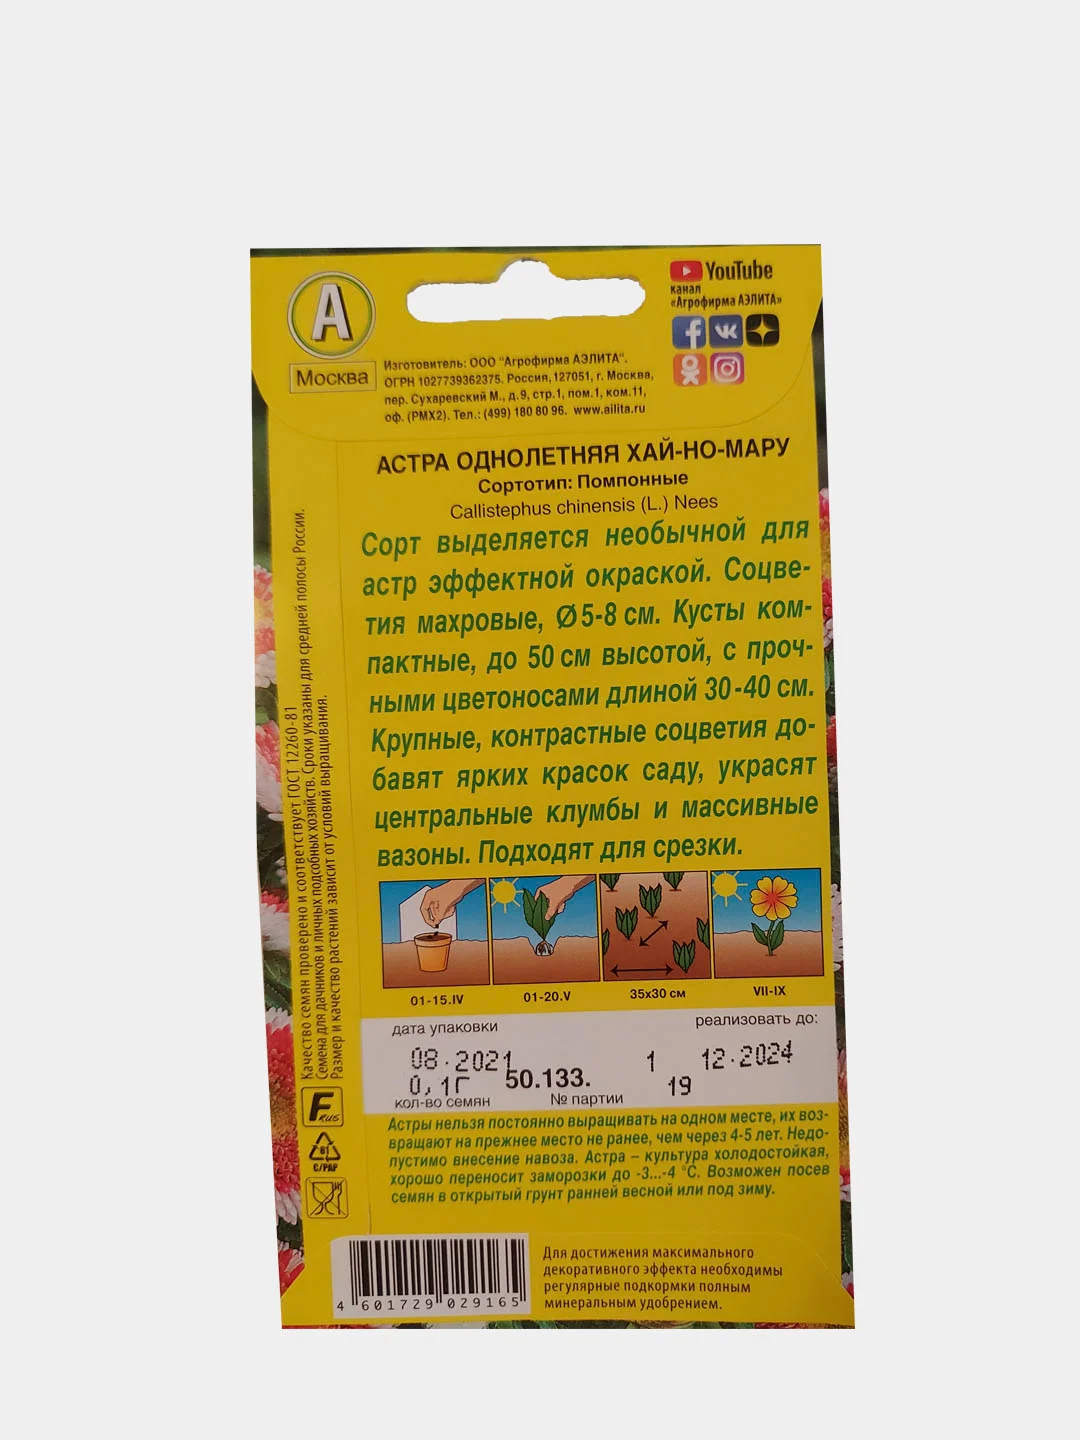 А
Москва
Изготовитель: ООО "Агрофирма АЭЛИТА".
ОГРН 1027739362375. Россия, 127051, г. Москва,
пер. Сухаревский М., д.9, стр.1, пом.1, ком.11,
оф. (РМХ2). Тел.: (499) 180 80 96. www.ailita.ru
YouTube
канал
«Агрофирма АЭЛИТА»
АСТРА ОДНОЛЕТНЯЯ ХАЙ-НО-МАРУ
Сортотип: Помпонные
Callistephus chinensis (L.) Nees
Сорт выделяется необычной для
астр эффектной окраской. Соцве-
тия махровые, Ø 5-8 см. Кусты ком-
пактные, до 50 см высотой, с проч-
ными цветоносами длиной 30-40 см.
Крупные, контрастные соцветия до-
бавят ярких красок саду, украсят
центральные клумбы и массивные
вазоны. Подходят для срезки.
01-15.IV
01-20.V
35х30 см
VII-IX
дата упаковки
реализовать до:
08.2021
1
12.2024
0,1Г
50.133.
19
кол-во семян
№ партии
Астры нельзя постоянно выращивать на одном месте, их воз-
вращают на прежнее место не ранее, чем через 4-5 лет. Недо-
пустимо внесение навоза. Астра – культура холодостойкая,
хорошо переносит заморозки до -3...-4 °С. Возможен посев
семян в открытый грунт ранней весной или под зиму.
Для достижения максимального
декоративного эффекта необходимы
регулярные подкормки полным
минеральным удобрением.
4 601729 029165
Качество семян проверено и соответствует ГОСТ 12260-81
Семена для дачников и личных подсобных хозяйств. Сроки указаны для средней полосы России.
Размер и качество растений зависит от условий выращивания.
F RUS
81
C/PAP